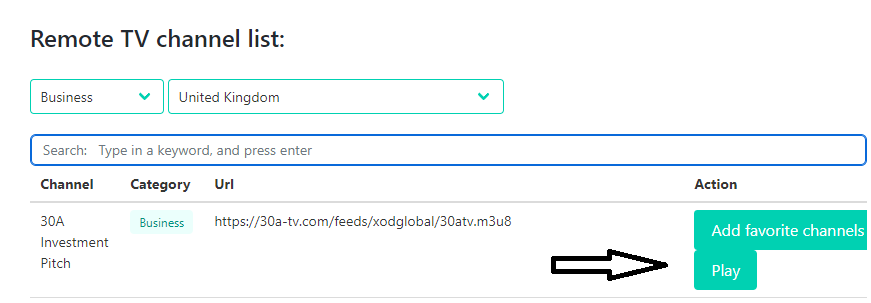 Remote TV channel list:
Business United Kingdom
Search: Type in a keyword, and press enter
Channel Category Url Action
30A Business https://30a-tv.com/feeds/xodglobal/30atv.m3u8 Add favorite channels
Investment
Pitch Play